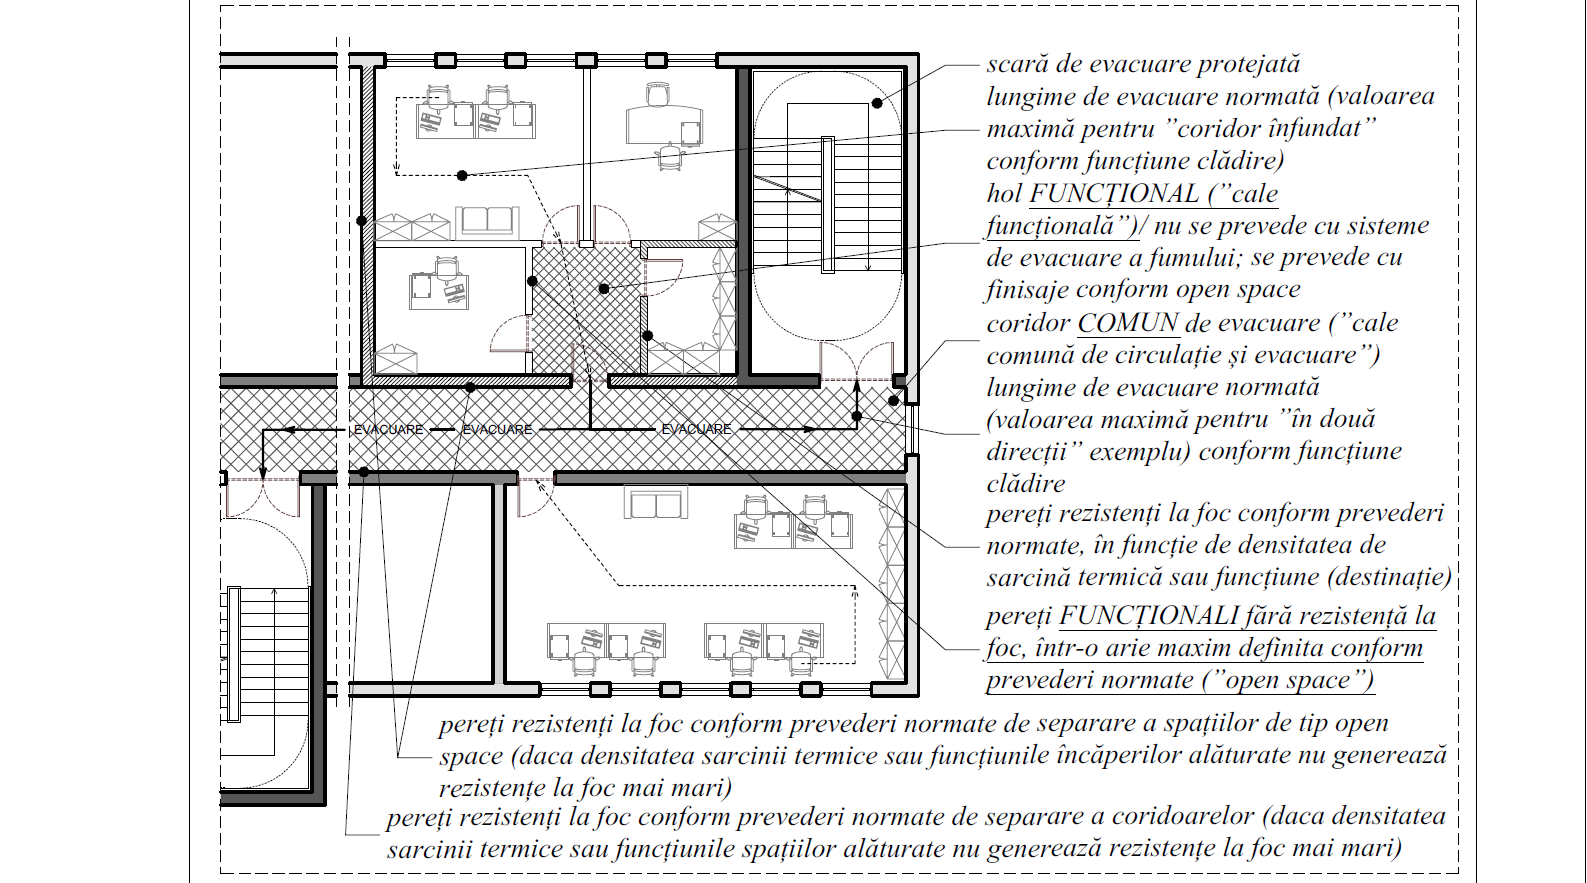 scară de evacuare protejată
lungime de evacuare normată (valoarea
maximă pentru ”coridor înfundat”
conform funcțiune clădire)
hol FUNCȚIONAL (”cale
funcțională”)/ nu se prevede cu sisteme
de evacuare a fumului; se prevede cu
finisaje conform open space
coridor COMUN de evacuare (”cale
comună de circulație și evacuare”)
lungime de evacuare normată
(valoarea maximă pentru ”în două
direcții” exemplu) conform funcțiune
clădire
pereți rezistenți la foc conform prevederi
normate, în funcție de densitatea de
sarcină termică sau funcțiune (destinație)
pereți FUNCȚIONALI fără rezistență la
foc, într-o arie maxim definita conform
prevederi normate (”open space”)
EVACUARE EVACUARE EVACUARE
pereți rezistenți la foc conform prevederi normate de separare a spațiilor de tip open
space (daca densitatea sarcinii termice sau funcțiunile încăperilor alăturate nu generează
rezistențe la foc mai mari)
pereți rezistenți la foc conform prevederi normate de separare a coridoarelor (daca densitatea
sarcinii termice sau funcțiunile spațiilor alăturate nu generează rezistențe la foc mai mari)